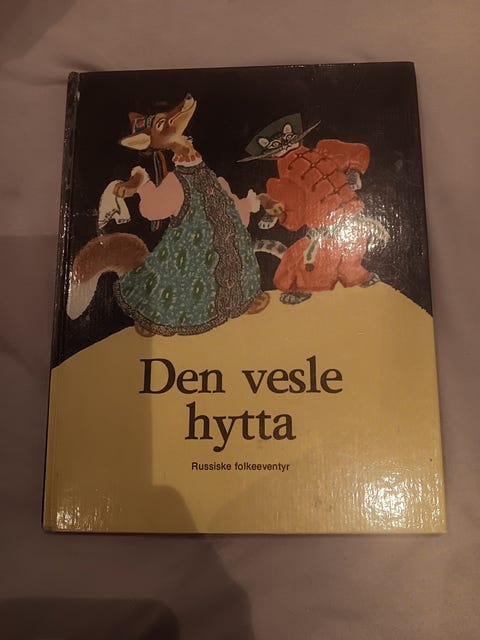 Den vesle
hytta
Russiske folkeeventyr